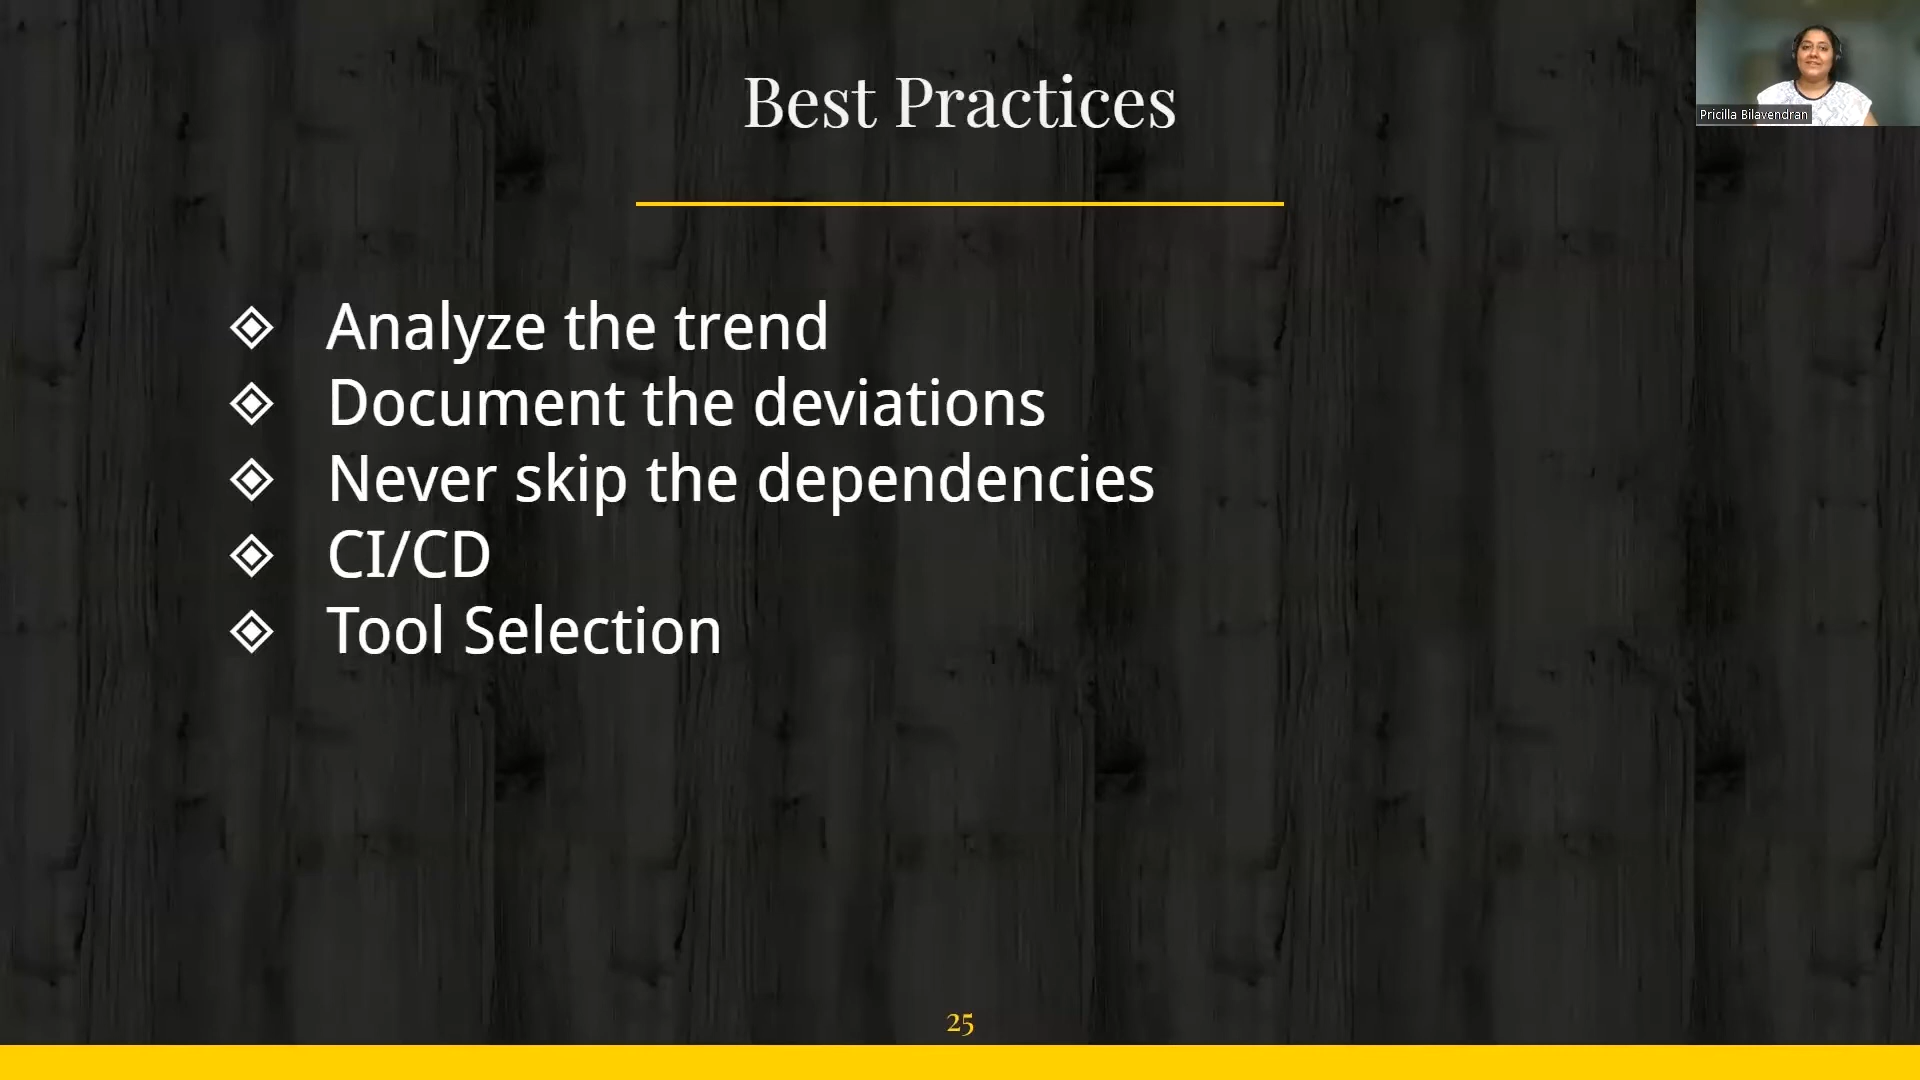 Best Practices
Pricilla Bilavendran
Analyze the trend
Document the deviations
Never skip the dependencies
CI/CD
Tool Selection
25